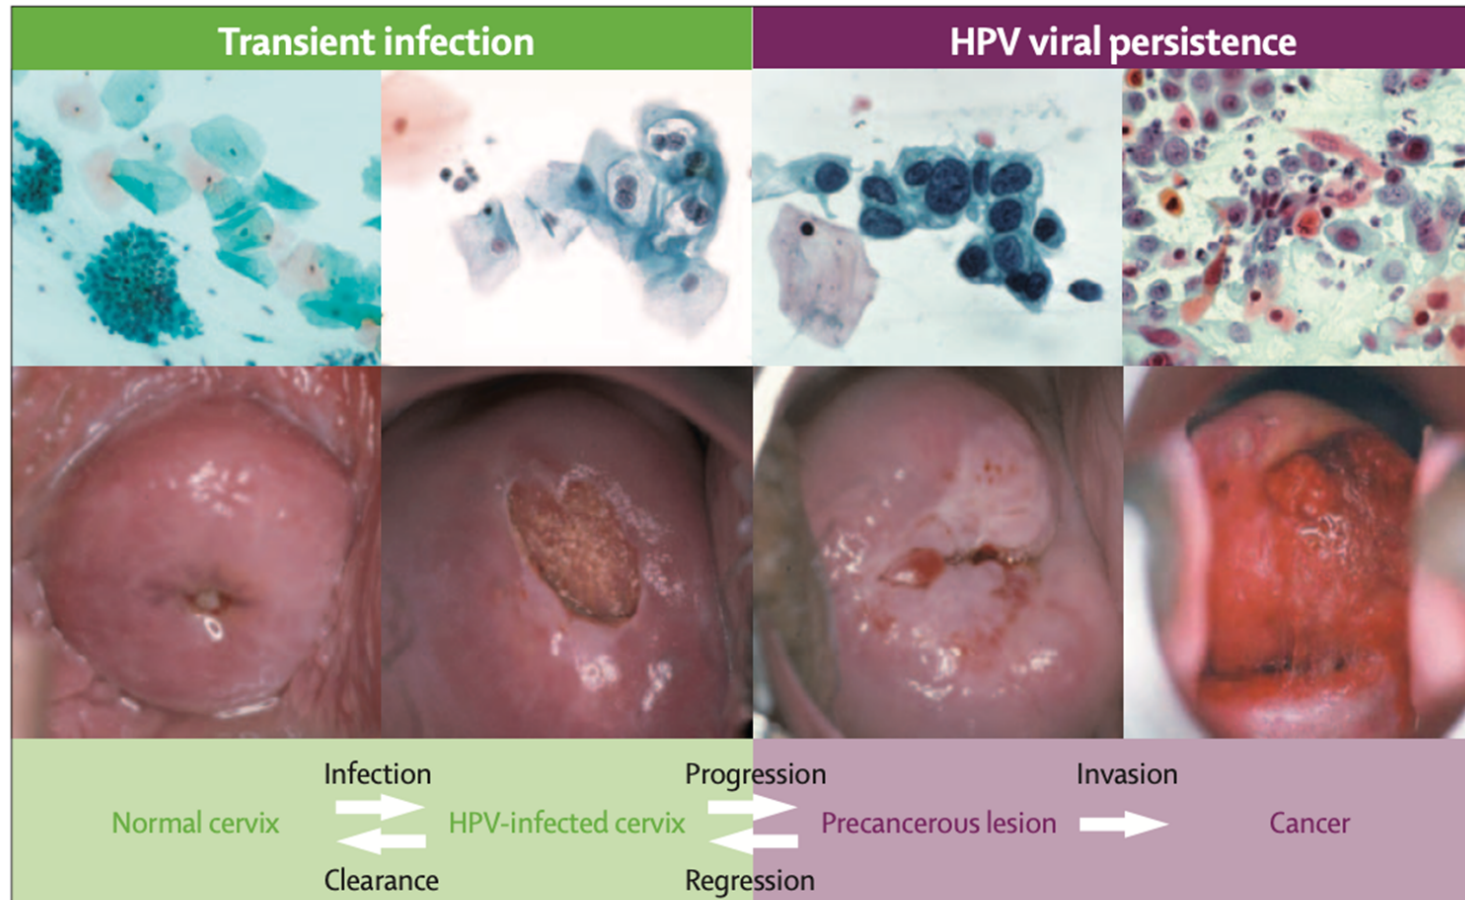 Transient infection
HPV viral persistence
Infection
Progression
Invasion
Normal cervix
HPV-infected cervix
Precancerous lesion
Cancer
Clearance
Regression